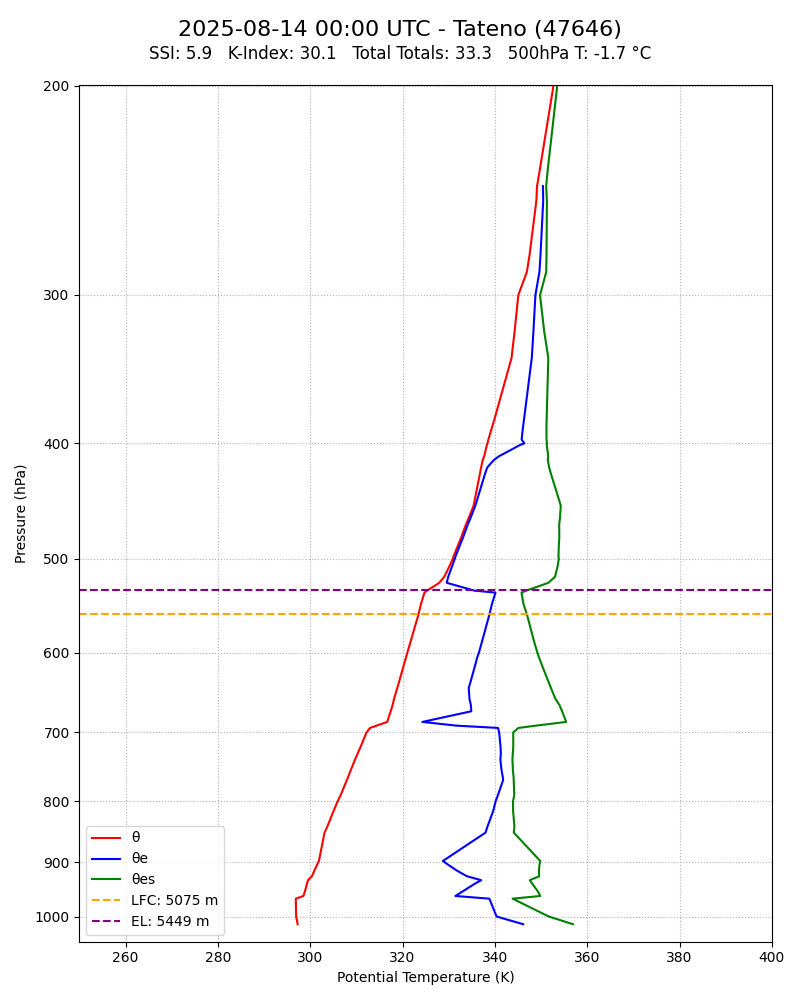 2025-08-14 00:00 UTC - Tateno (47646)
SSI: 5.9 K-Index: 30.1 Total Totals: 33.3 500hPa T: -1.7 °C
200
300
400
500
600
700
800
900
1000
Pressure (hPa)
θ
θe
θes
LFC: 5075 m
EL: 5449 m
260 280 300 320 340 360 380 400
Potential Temperature (K)